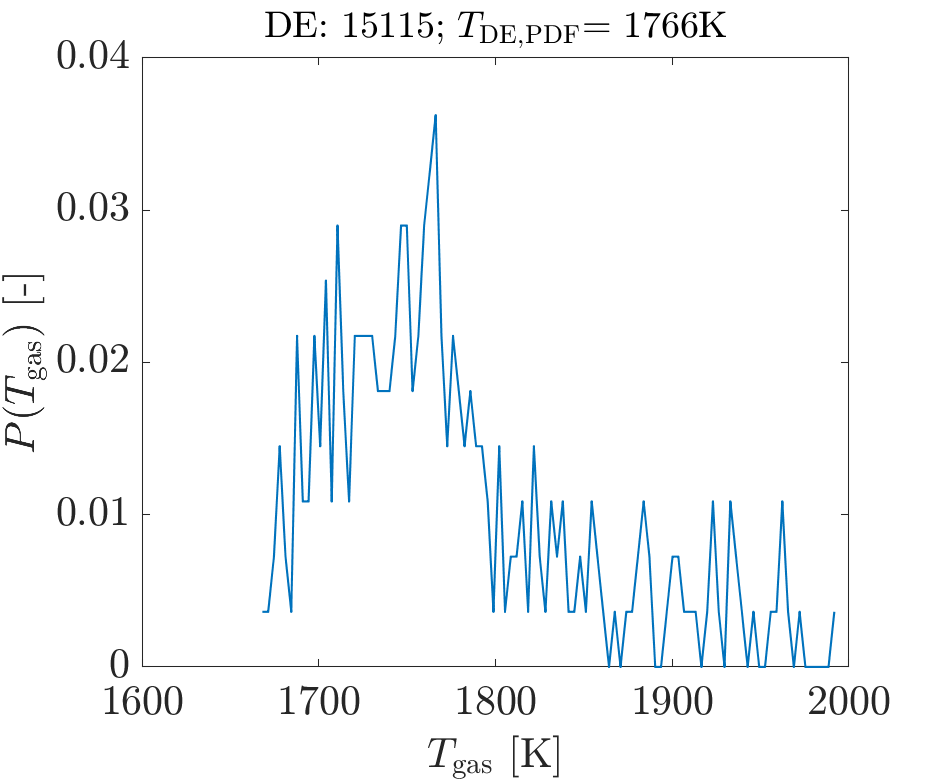 DE: 15115; T_DE,PDF= 1766K
0.04
0.03
0.02
0.01
0
P(T_gas) [-]
1600 1700 1800 1900 2000
T_gas [K]